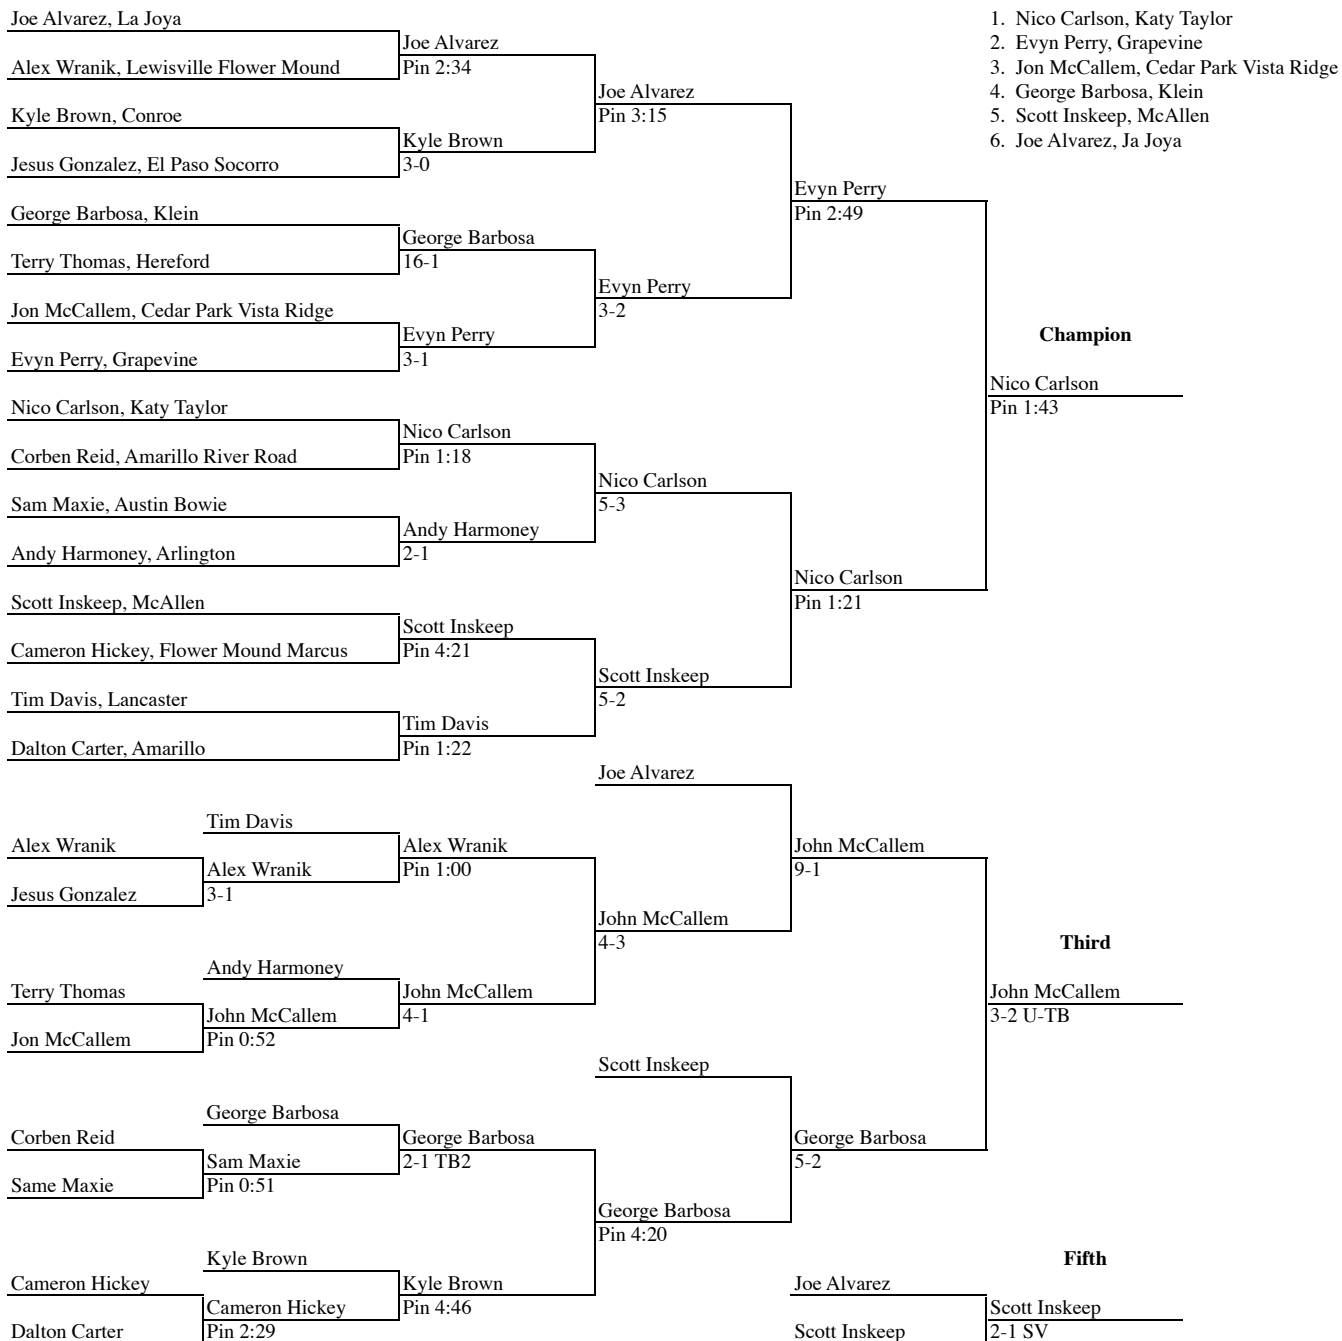 Joe Alvarez, La Joya
1. Nico Carlson, Katy Taylor
Joe Alvarez
2. Evyn Perry, Grapevine
Alex Wranik, Lewisville Flower Mound
Pin 2:34
3. Jon McCallem, Cedar Park Vista Ridge
Joe Alvarez
4. George Barbosa, Klein
Kyle Brown, Conroe
Pin 3:15
5. Scott Inskeep, McAllen
Kyle Brown
6. Joe Alvarez, Ja Joya
Jesus Gonzalez, El Paso Socorro
3-0
Evyn Perry
George Barbosa, Klein
Pin 2:49
George Barbosa
Terry Thomas, Hereford
16-1
Evyn Perry
Jon McCallem, Cedar Park Vista Ridge
3-2
Evyn Perry
Champion
Evyn Perry, Grapevine
3-1
Nico Carlson
Nico Carlson, Katy Taylor
Pin 1:43
Nico Carlson
Corben Reid, Amarillo River Road
Pin 1:18
Nico Carlson
Sam Maxie, Austin Bowie
5-3
Andy Harmoney
Andy Harmoney, Arlington
2-1
Nico Carlson
Scott Inskeep, McAllen
Pin 1:21
Scott Inskeep
Cameron Hickey, Flower Mound Marcus
Pin 4:21
Scott Inskeep
Tim Davis, Lancaster
5-2
Tim Davis
Dalton Carter, Amarillo
Pin 1:22
Joe Alvarez
Tim Davis
Alex Wranik
Alex Wranik
John McCallem
Alex Wranik
Pin 1:00
9-1
Jesus Gonzalez
3-1
John McCallem
4-3
Third
Andy Harmoney
Terry Thomas
John McCallem
John McCallem
John McCallem
4-1
3-2 U-TB
Jon McCallem
Pin 0:52
Scott Inskeep
George Barbosa
Corben Reid
George Barbosa
George Barbosa
Sam Maxie
2-1 TB2
5-2
Same Maxie
Pin 0:51
George Barbosa
Pin 4:20
Kyle Brown
Fifth
Cameron Hickey
Kyle Brown
Joe Alvarez
Cameron Hickey
Pin 4:46
Scott Inskeep
Dalton Carter
Pin 2:29
Scott Inskeep
2-1 SV